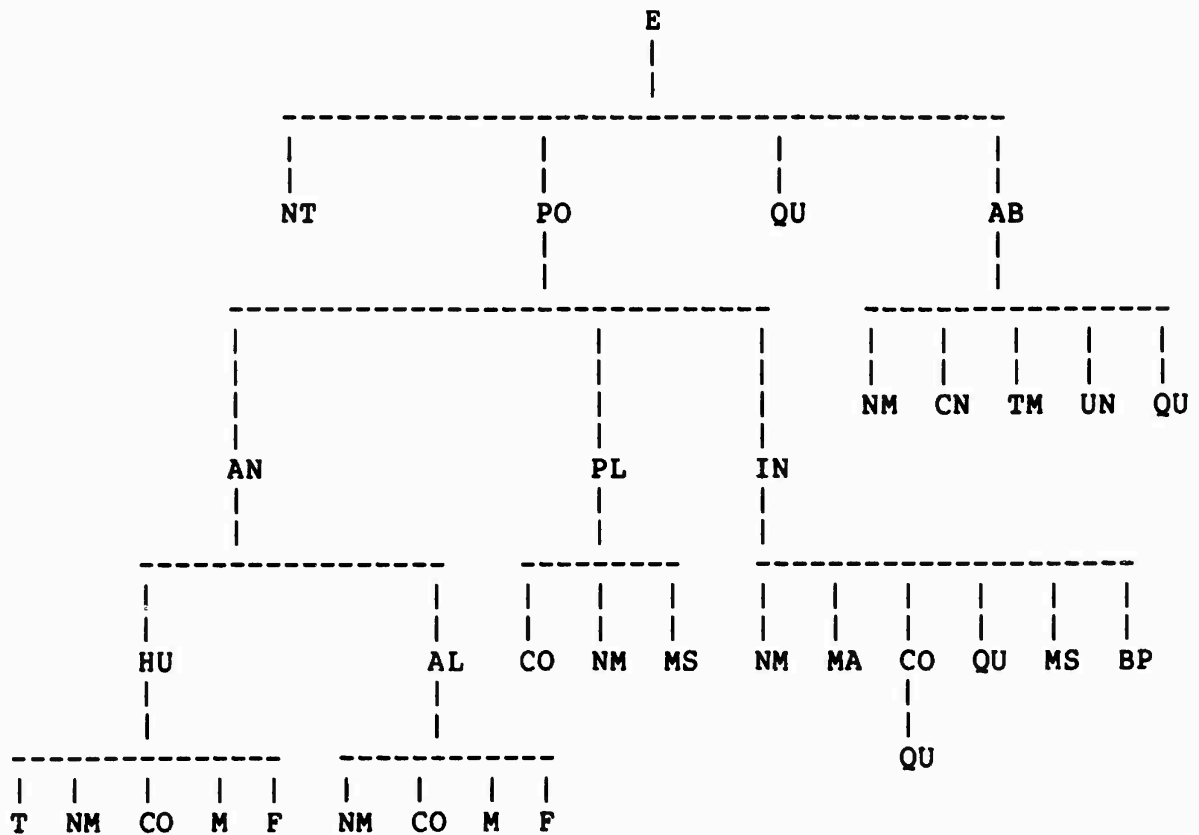 E
NT PO QU AB
NM CN TM UN QU
AN PL IN
HU AL CO NM MS NM MA CO QU MS BP
QU
T NM CO M F NM CO M F